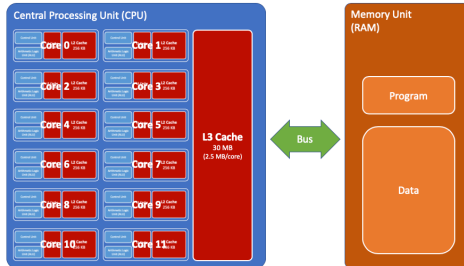 Central Processing Unit (CPU)
Memory Unit
(RAM)
Control Unit
Core 0
L2 Cache
256 KB
Control Unit
Core 1
L2 Cache
256 KB
Core 2
L2 Cache
256 KB
Core 3
L2 Cache
256 KB
Core 4
L2 Cache
256 KB
Core 5
L2 Cache
256 KB
Core 6
L2 Cache
256 KB
Core 7
L2 Cache
256 KB
Core 8
L2 Cache
256 KB
Core 9
L2 Cache
256 KB
Core 10
L2 Cache
256 KB
Core 11
L2 Cache
256 KB
L3 Cache
30 MB
(2.5 MB/core)
Bus
Program
Data